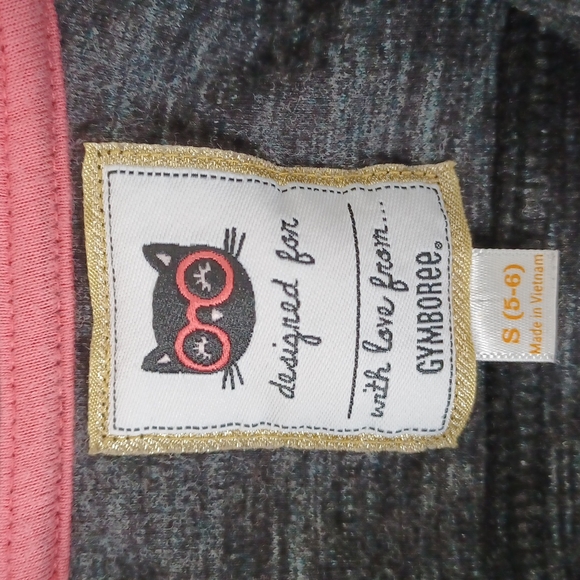 designed for
with love from...
GYMBOREE®
S (5-6)
Made in Vietnam